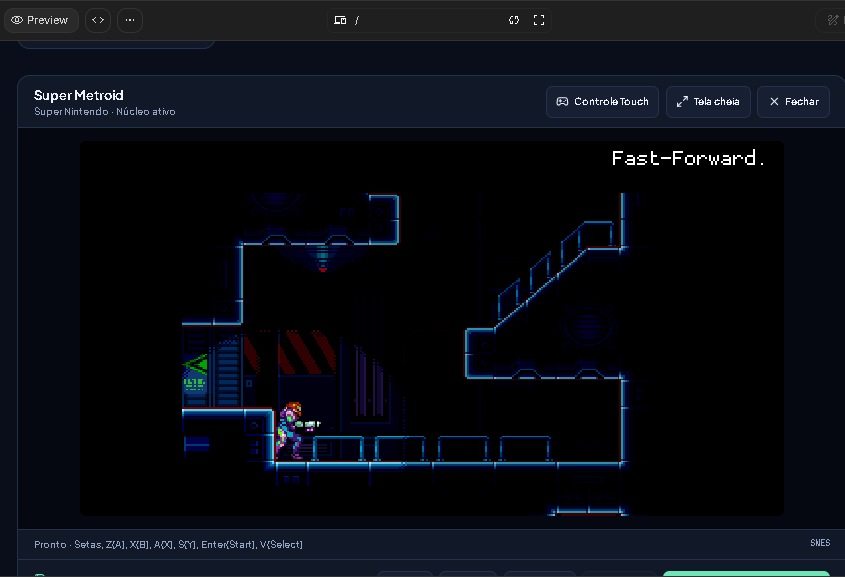 Preview
/
Super Metroid
Super Nintendo · Núcleo ativo
Controle Touch
Tela cheia
Fechar
Fast-Forward.
Pronto · Setas, Z(A), X(B), A(X), S(Y), Enter(Start), V(Select)
SNES